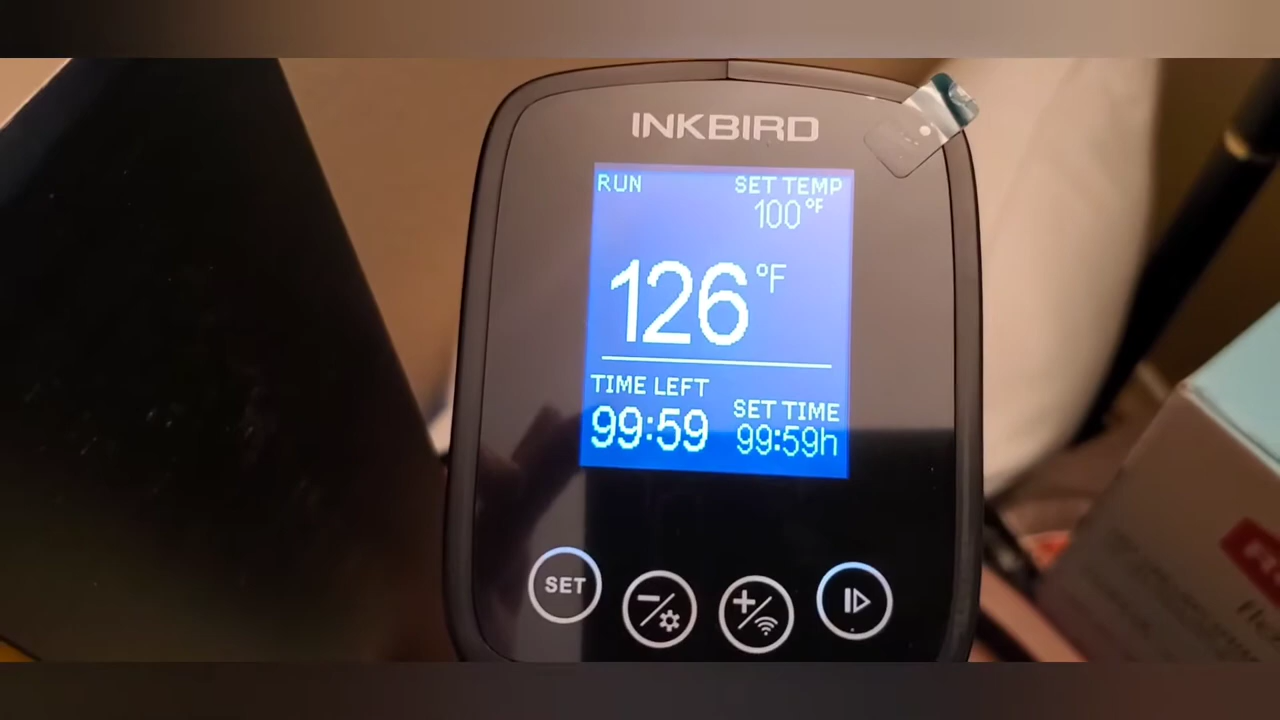 INKBIRD
RUN
SET TEMP
100°F
126°F
TIME LEFT
99:59
SET TIME
99:59h
SET